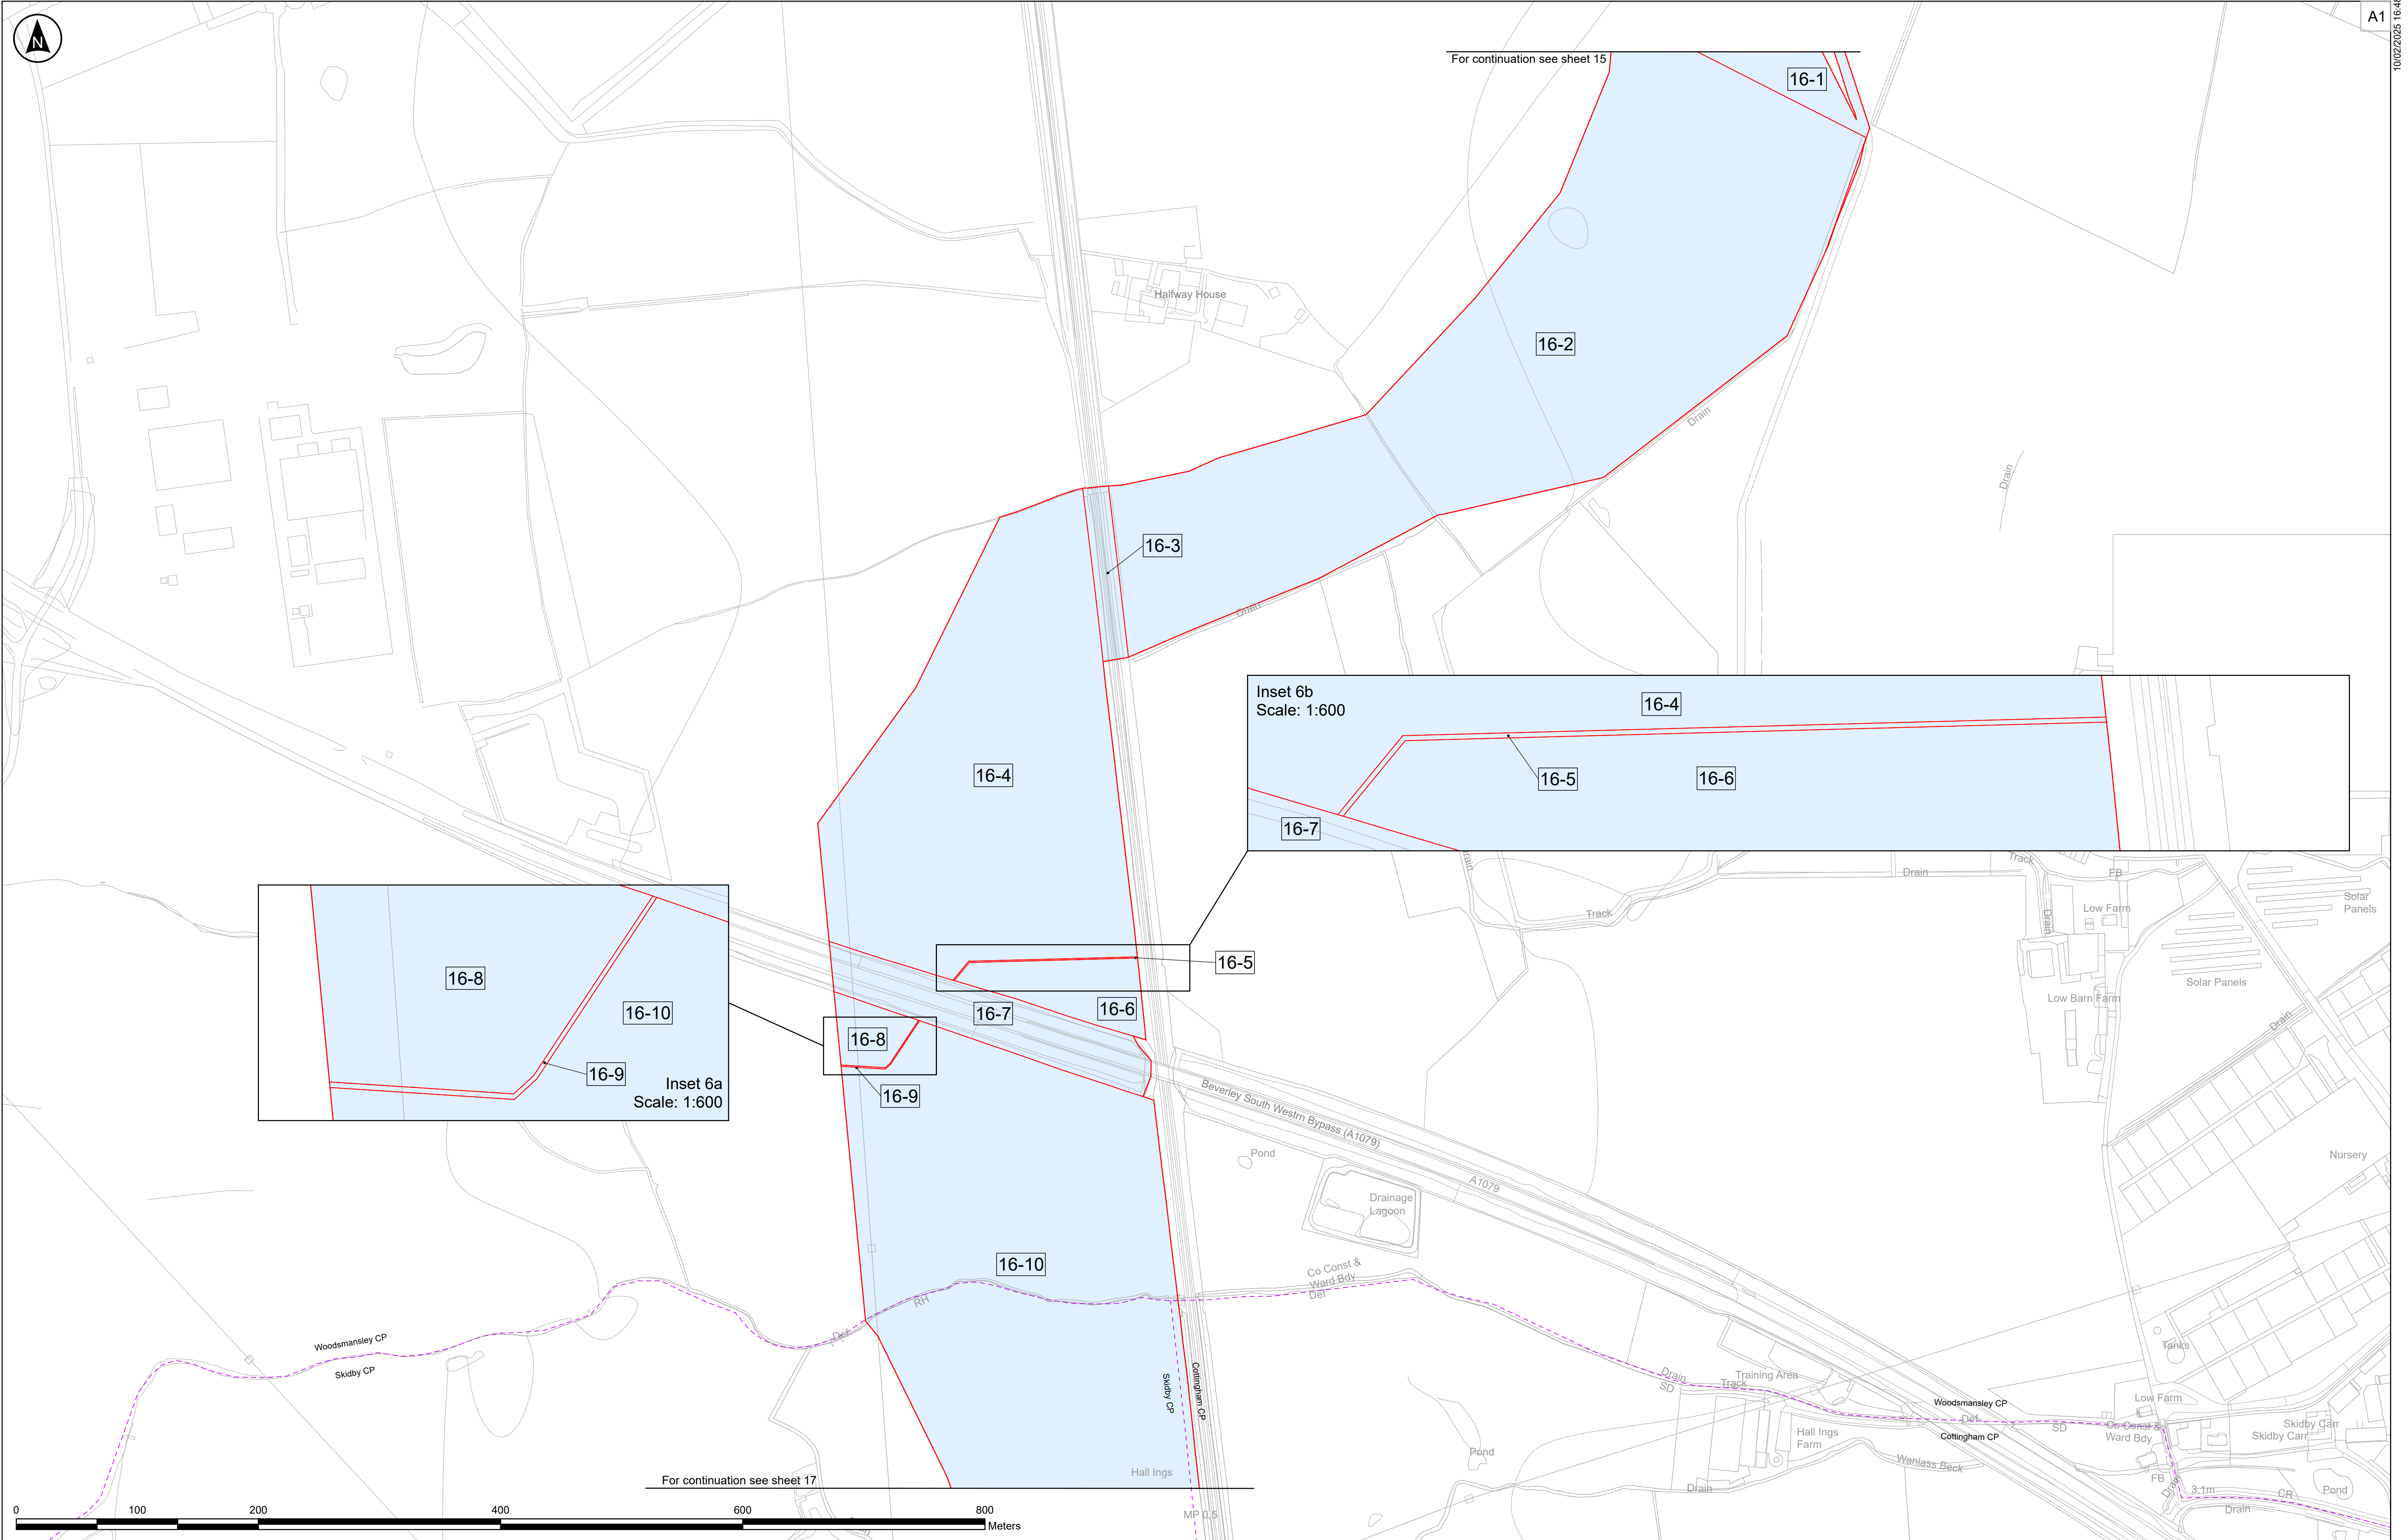 N
A1
10/02/2025 16:48
For continuation see sheet 15
16-1
Halfway House
16-2
Drain
Drain
16-3
Drain
Inset 6b
Scale: 1:600
16-4
16-5
16-6
16-7
16-4
Track
Drain
Track
FB
Low Farm
Drain
Solar
Panels
Solar Panels
Low Barn Farm
Drain
16-8
16-10
16-9
Inset 6a
Scale: 1:600
16-5
16-6
16-7
16-8
16-9
Beverley South Westrn Bypass (A1079)
A1079
Pond
Drainage
Lagoon
Nursery
16-10
Co Const &
Ward Bdy
Def
RH
Def
Woodsmansley CP
Skidby CP
Skidby CP
Cottingham CP
Drain
SD
Track
Training Area
Tanks
Low Farm
Woodsmansley CP
Def
SD
Co Const &
Ward Bdy
Cottingham CP
Skidby Carr
Skidby Carr
Hall Ings
Farm
Pond
Wanlass Beck
Drain
FB
Drain
3.1m
CR
Pond
Drain
Hall Ings
For continuation see sheet 17
MP 0.5
0 100 200 400 600 800
Meters